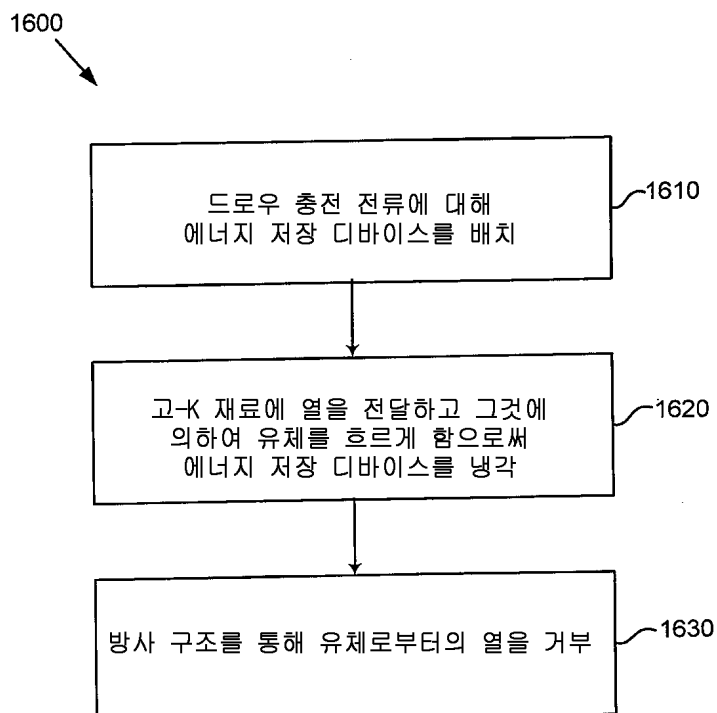 1600
드로우 충전 전류에 대해
에너지 저장 디바이스를 배치
1610
고-K 재료에 열을 전달하고 그것에
의하여 유체를 흐르게 함으로써
에너지 저장 디바이스를 냉각
1620
방사 구조를 통해 유체로부터의 열을 거부
1630